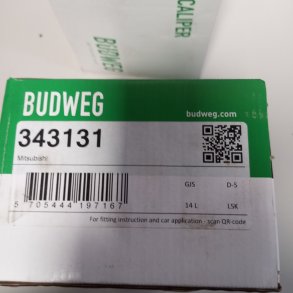 CALIPER
BUDWEG
BUDWEG
budweg.com
343131
Mitsubishi
GJS D-5
14 L LSK
5 705444 197167
For fitting instruction and car application - scan QR-code